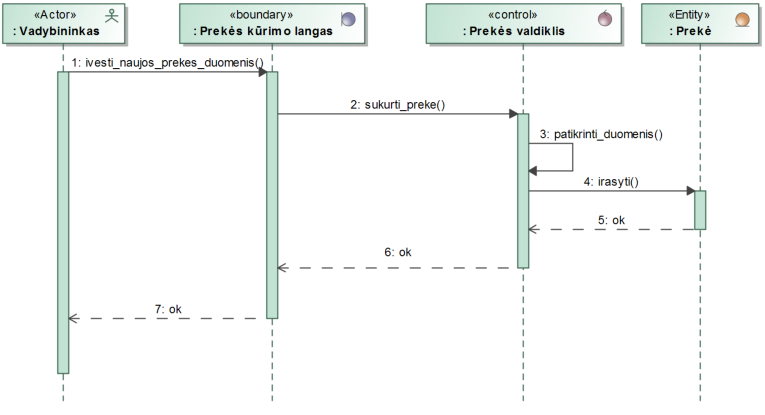 «Actor»
: Vadybininkas
«boundary»
: Prekės kūrimo langas
«control»
: Prekės valdiklis
«Entity»
: Prekė
1: ivesti_naujos_prekes_duomenis()
2: sukurti_preke()
3: patikrinti_duomenis()
4: irasyti()
5: ok
6: ok
7: ok